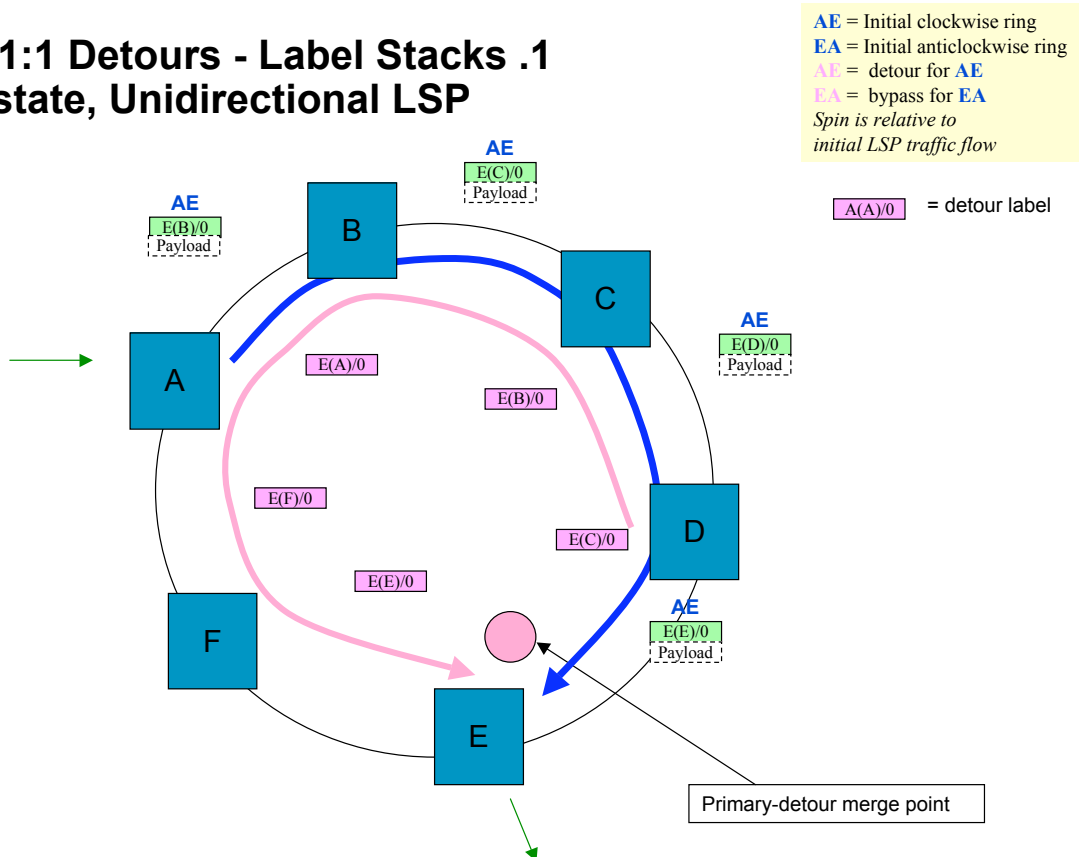 1:1 Detours - Label Stacks .1
state, Unidirectional LSP
AE = Initial clockwise ring
EA = Initial anticlockwise ring
AE = detour for AE
EA = bypass for EA
Spin is relative to
initial LSP traffic flow
A(A)/0 = detour label
AE
E(C)/0
Payload
AE
E(B)/0
Payload
B
C
AE
E(D)/0
Payload
A
E(A)/0
E(B)/0
E(F)/0
D
E(C)/0
E(E)/0
AE
E(E)/0
Payload
F
E
Primary-detour merge point